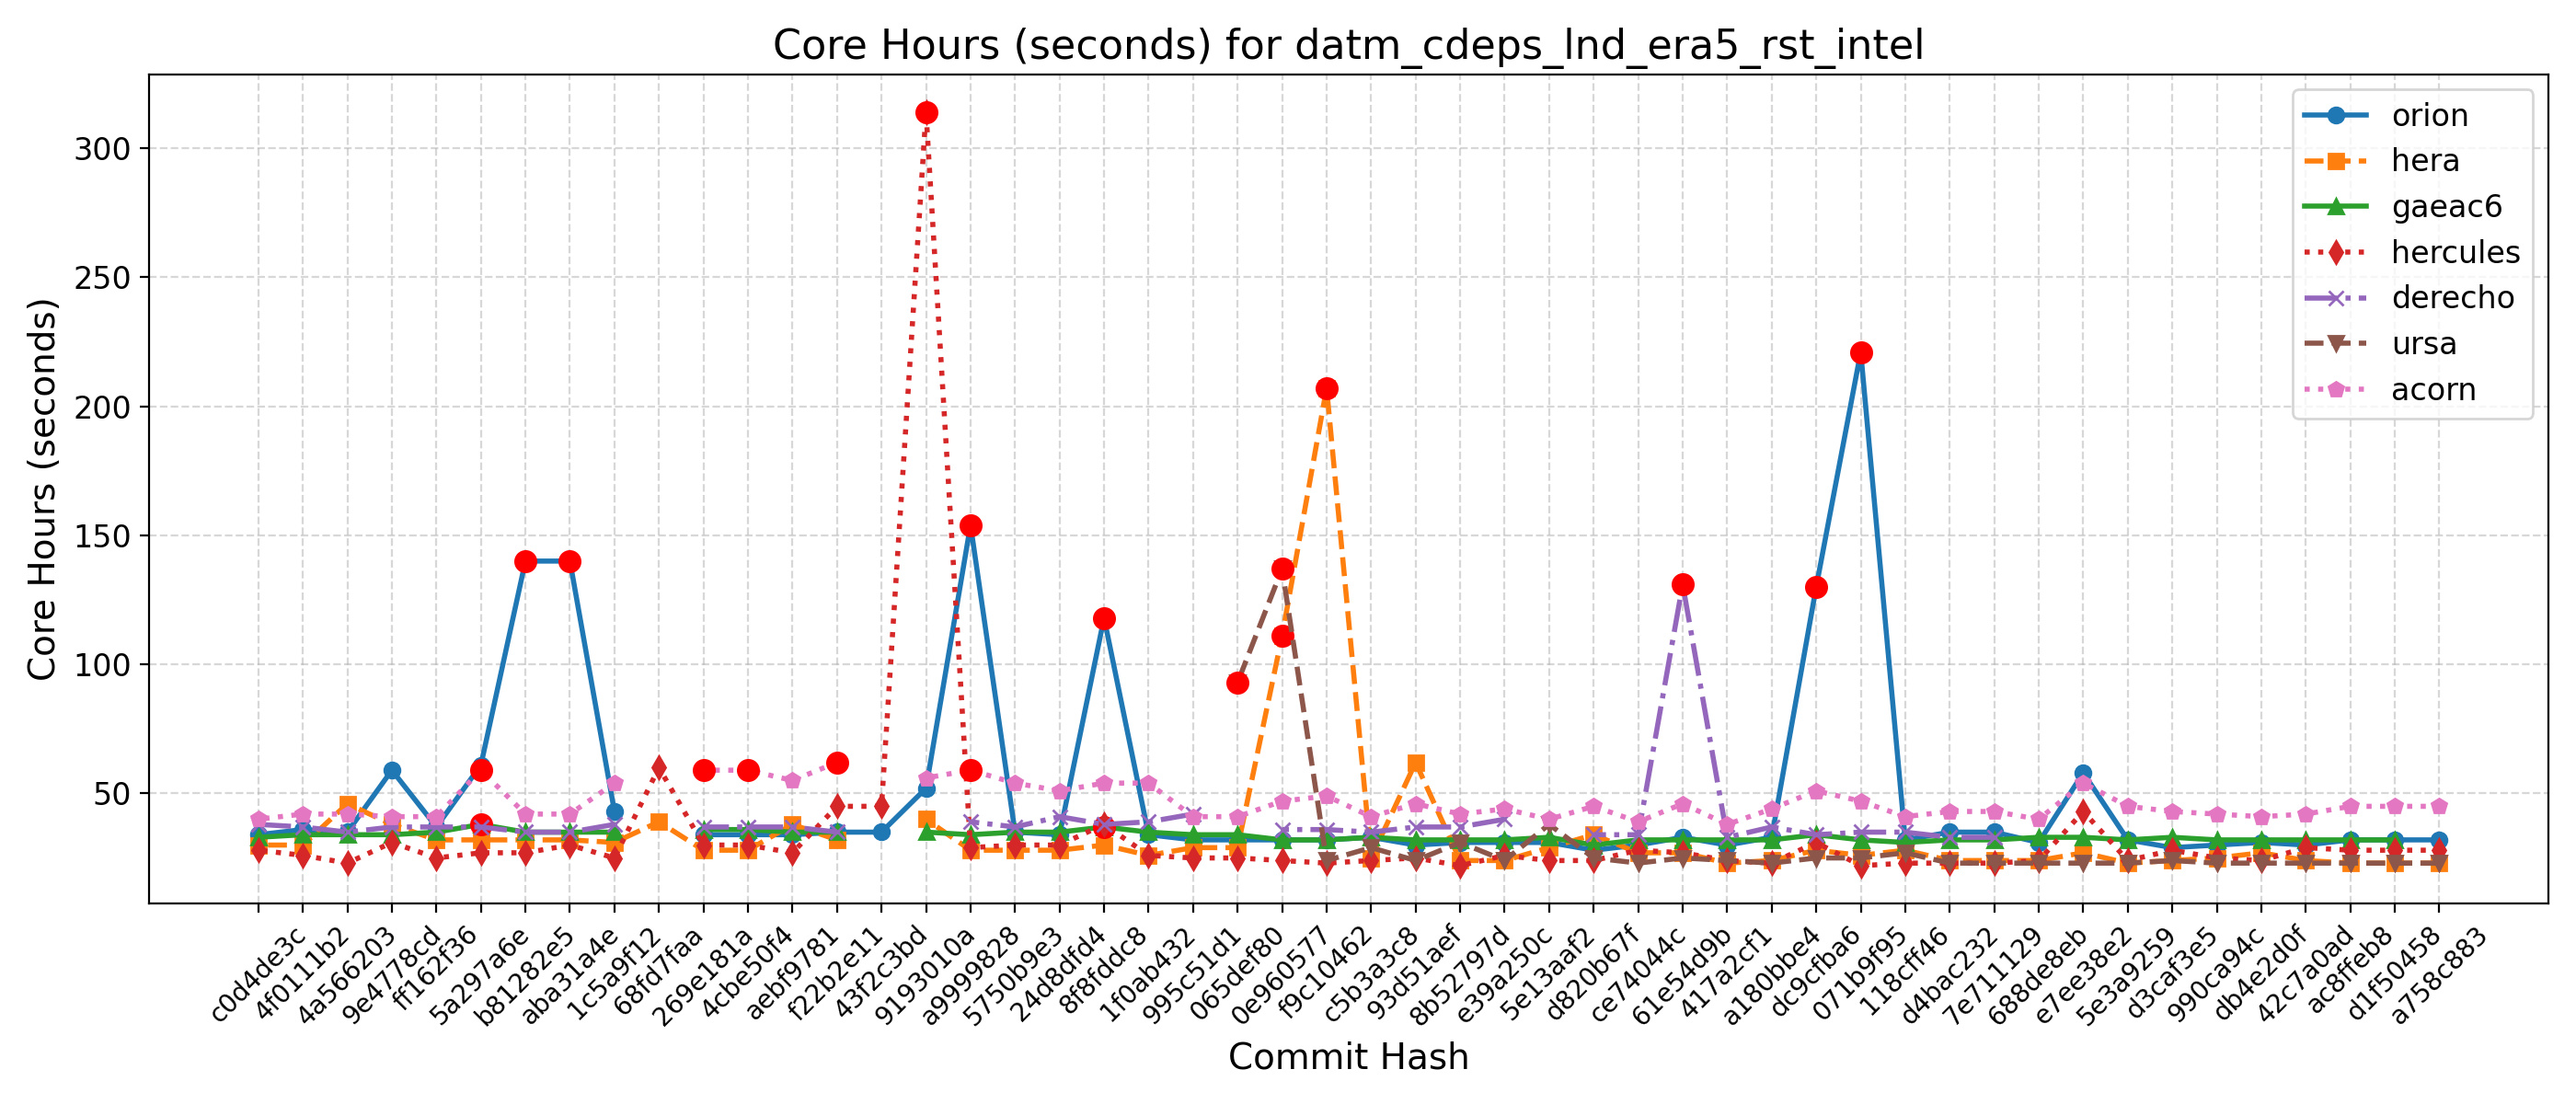 Core Hours (seconds) for datm_cdeps_lnd_era5_rst_intel
Core Hours (seconds)
300
250
200
150
100
50
orion
hera
gaeac6
hercules
derecho
ursa
acorn
c0d4de3c
4f0111b2
4a566203
9e4778cd
ff162f36
5a297a6e
b81282e5
aba31a4e
1c5a9f12
68fd7faa
269e181a
4cbe50f4
aebf9781
f22b2e11
43f2c3bd
9193010a
a9999828
5750b9e3
24d8dfd4
8f8fddc8
1f0ab432
995c51d1
065def80
0e960577
f9c10462
c5b3a3c8
93d51aef
8b52797d
e39a250c
5e13aaf2
d820b67f
ce74044c
61e54d9b
417a2cf1
a180bbe4
dc9cfba6
071b9f95
118cff46
d4bac232
7e711129
688de8eb
e7ee38e2
5e3a9259
d3caf3e5
990ca94c
db4e2d0f
42c7a0ad
ac8ffeb8
d1f50458
a758c883
Commit Hash